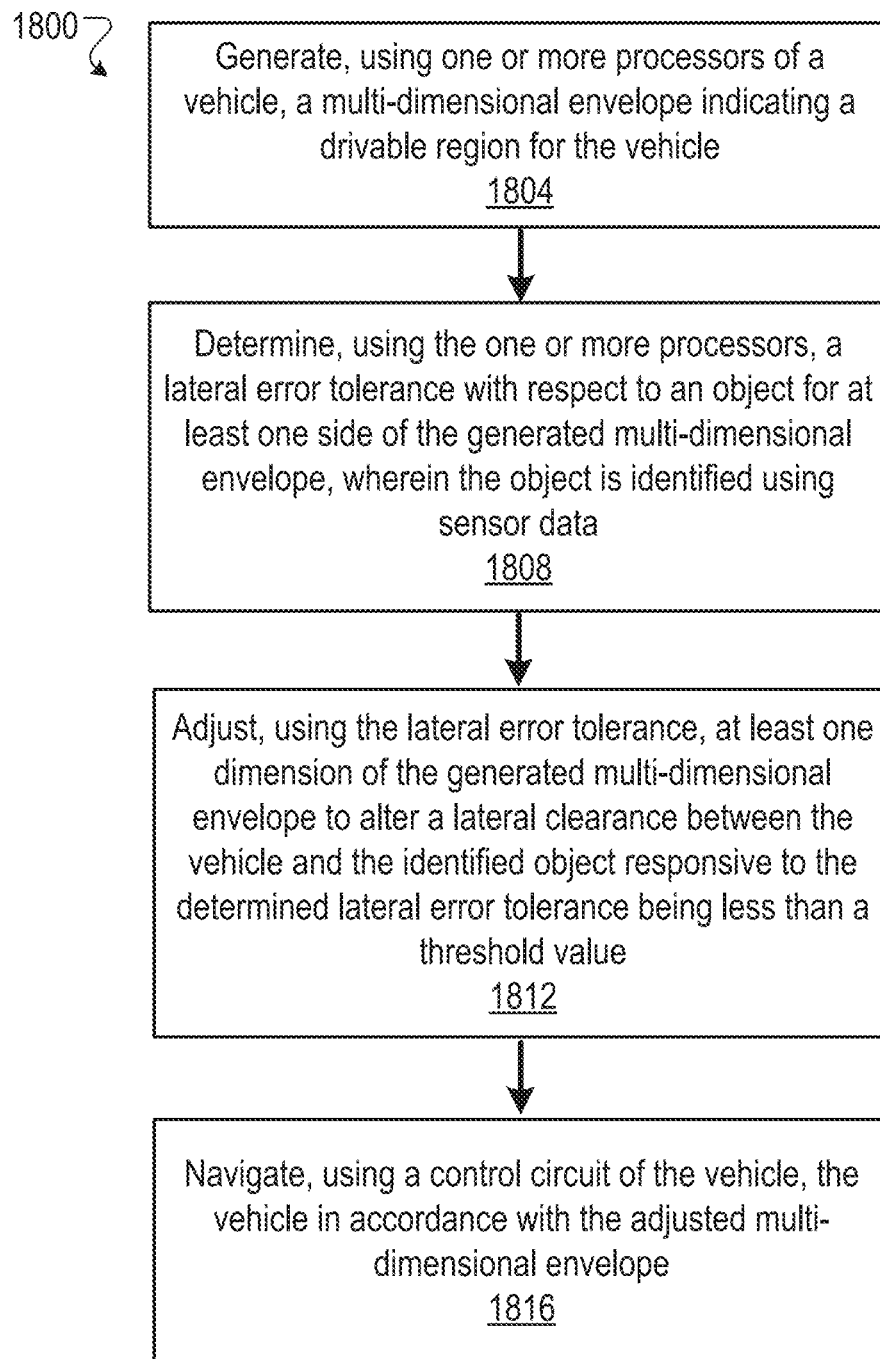 1800
Generate, using one or more processors of a
vehicle, a multi-dimensional envelope indicating a
drivable region for the vehicle
1804
Determine, using the one or more processors, a
lateral error tolerance with respect to an object for at
least one side of the generated multi-dimensional
envelope, wherein the object is identified using
sensor data
1808
Adjust, using the lateral error tolerance, at least one
dimension of the generated multi-dimensional
envelope to alter a lateral clearance between the
vehicle and the identified object responsive to the
determined lateral error tolerance being less than a
threshold value
1812
Navigate, using a control circuit of the vehicle, the
vehicle in accordance with the adjusted multi-
dimensional envelope
1816